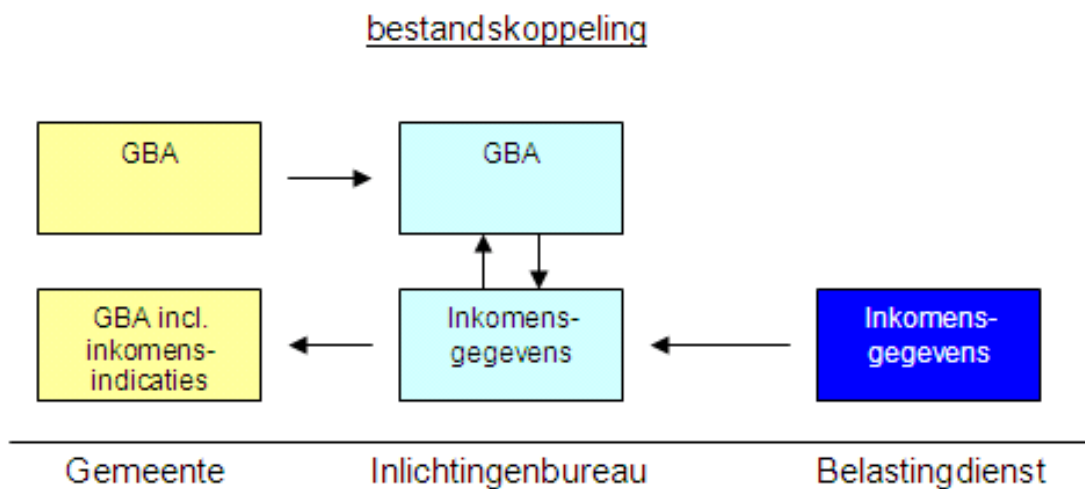 bestandskoppeling
GBA
GBA
GBA incl.
inkomens-
indicaties
Inkomens-
gegevens
Inkomens-
gegevens
Gemeente
Inlichtingenbureau
Belastingdienst